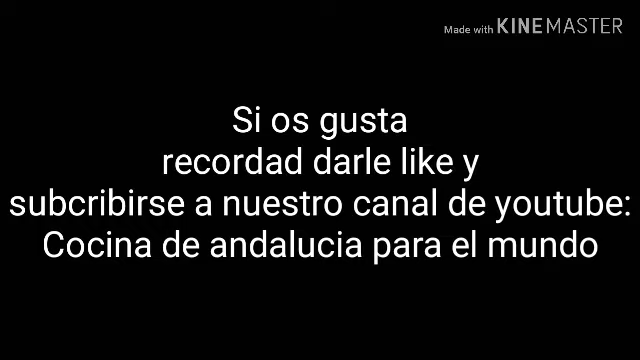 Made with KINEMASTER
Si os gusta
recordad darle like y
subcribirse a nuestro canal de youtube:
Cocina de andalucia para el mundo